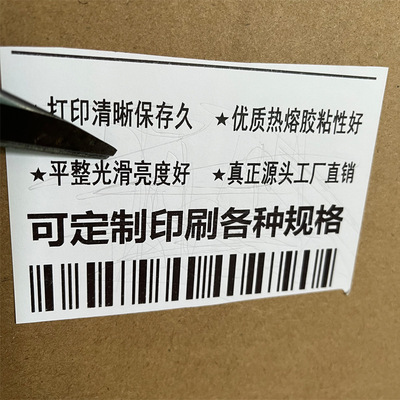 ★打印清晰保存久 ★优质热熔胶粘性好
★平整光滑亮度好 ★真正源头工厂直销
可定制印刷各种规格